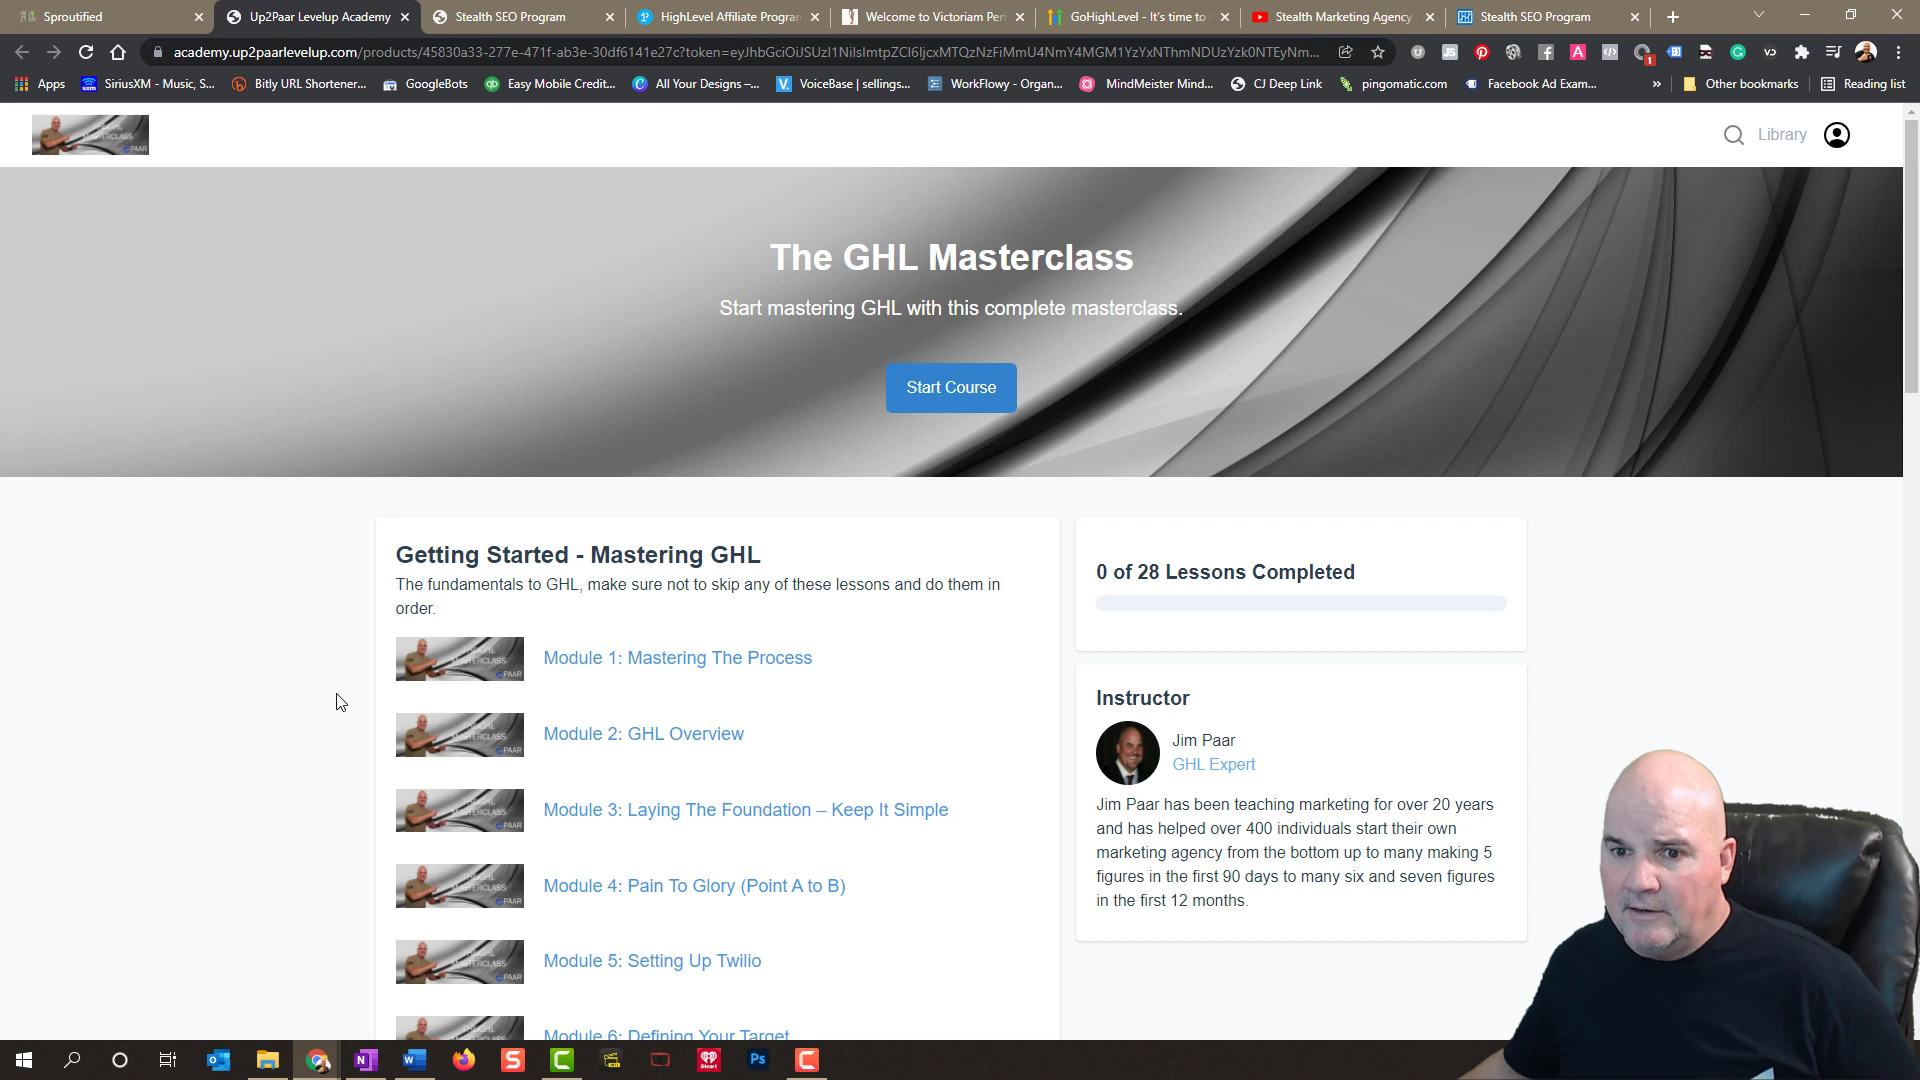 Sproutified
Up2Paar Levelup Academy
Stealth SEO Program
HighLevel Affiliate Progra
Welcome to Victoriam Per
GoHighLevel - It's time to
Stealth Marketing Agency
Stealth SEO Program
academy.up2paarlevelup.com/products/45830a33-277e-471f-ab3e-30df6141e27c?token=
Apps
SiriusXM - Music, S...
Bitly URL Shortener...
GoogleBots
Easy Mobile Credit...
All Your Designs –...
VoiceBase | sellings...
WorkFlowy - Organ...
MindMeister Mind...
CJ Deep Link
pingomatic.com
Facebook Ad Exam...
»
Other bookmarks
Reading list
MASTERCLASS
PAAR
Library
The GHL Masterclass
Start mastering GHL with this complete masterclass.
Start Course
Getting Started - Mastering GHL
The fundamentals to GHL, make sure not to skip any of these lessons and do them in
order.
Module 1: Mastering The Process
Module 2: GHL Overview
Module 3: Laying The Foundation – Keep It Simple
Module 4: Pain To Glory (Point A to B)
Module 5: Setting Up Twilio
Module 6: Defining Your Target
0 of 28 Lessons Completed
Instructor
Jim Paar
GHL Expert
Jim Paar has been teaching marketing for over 20 years
and has helped over 400 individuals start their own
marketing agency from the bottom up to many making 5
figures in the first 90 days to many six and seven figures
in the first 12 months.